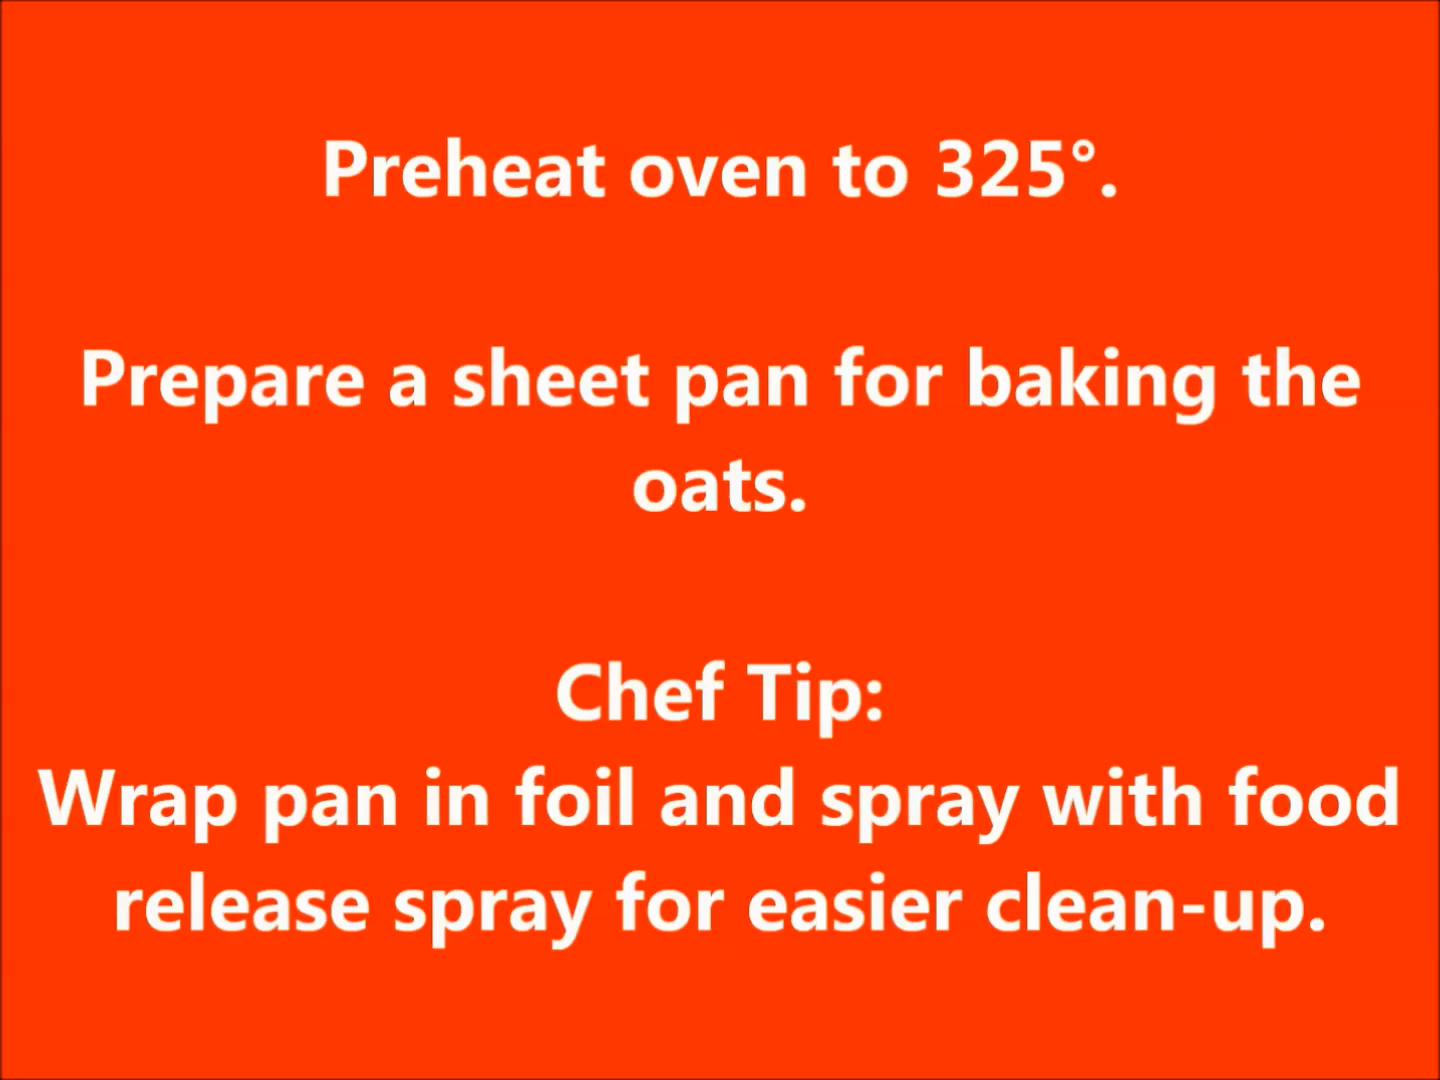 Preheat oven to 325°.
Prepare a sheet pan for baking the
oats.
Chef Tip:
Wrap pan in foil and spray with food
release spray for easier clean-up.